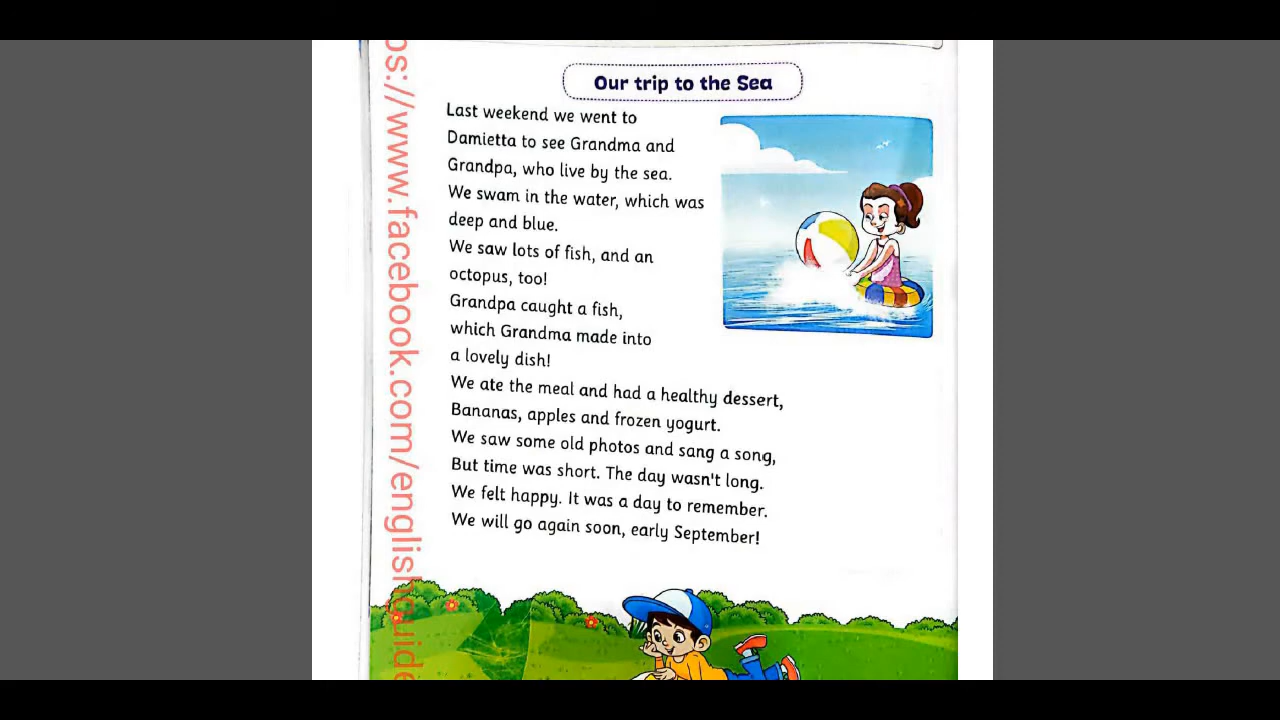 Our trip to the Sea
Last weekend we went to
Damietta to see Grandma and
Grandpa, who live by the sea.
We swam in the water, which was
deep and blue.
We saw lots of fish, and an
octopus, too!
Grandpa caught a fish,
which Grandma made into
a lovely dish!
We ate the meal and had a healthy dessert,
Bananas, apples and frozen yogurt.
We saw some old photos and sang a song,
But time was short. The day wasn't long.
We felt happy. It was a day to remember.
We will go again soon, early September!
ps://www.facebook.com/englishguide